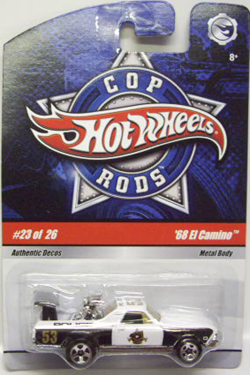 8+
COP
Hot Wheels
RODS
#23 of 26
'68 El Camino™
Authentic Decos
Metal Body
53